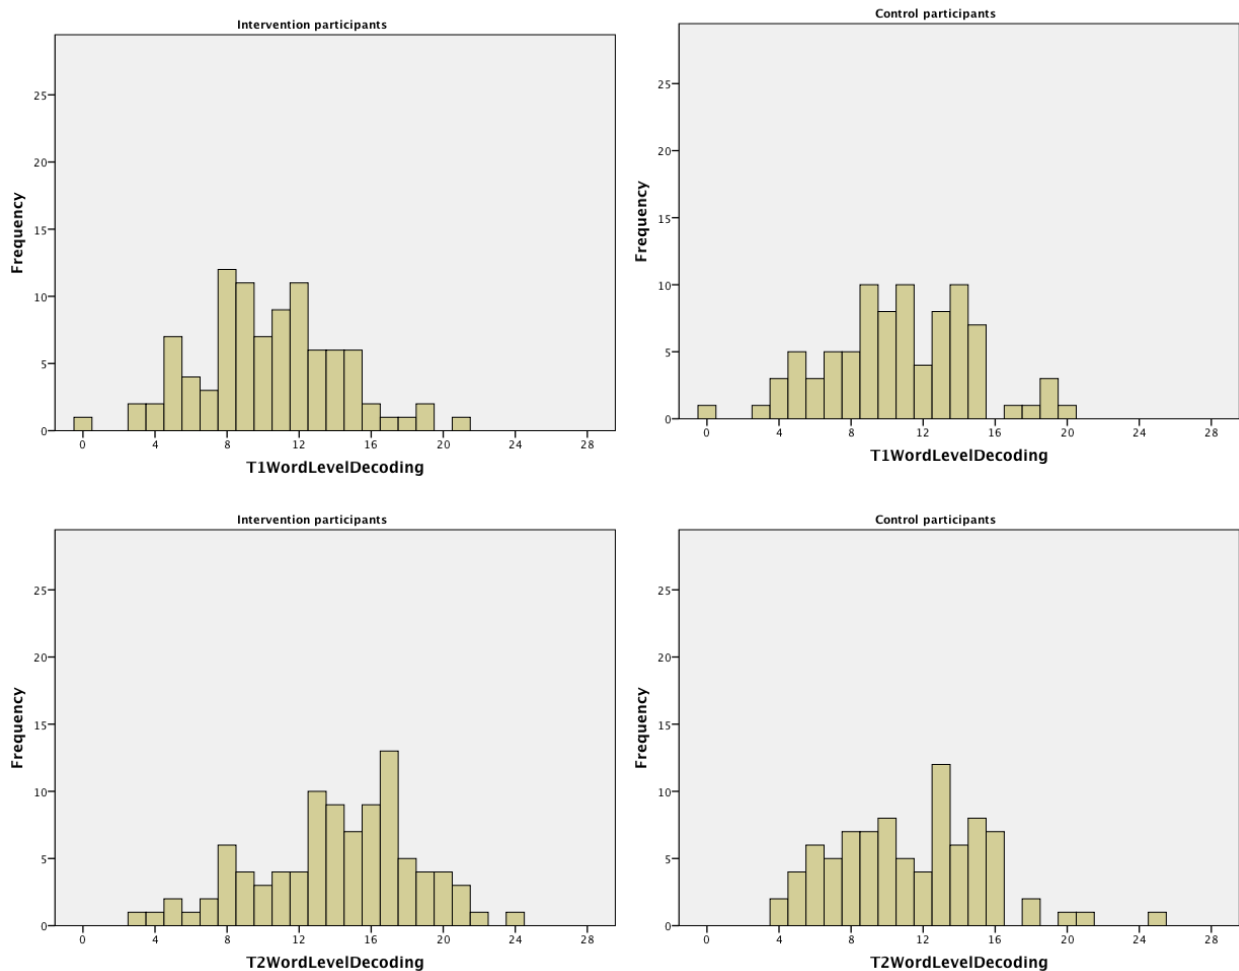 Intervention participants
25
20
15
10
5
0
Frequency
0 4 8 12 16 20 24 28
T1WordLevelDecoding
Control participants
25
20
15
10
5
0
Frequency
0 4 8 12 16 20 24 28
T1WordLevelDecoding
Intervention participants
25
20
15
10
5
0
Frequency
0 4 8 12 16 20 24 28
T2WordLevelDecoding
Control participants
25
20
15
10
5
0
Frequency
0 4 8 12 16 20 24 28
T2WordLevelDecoding